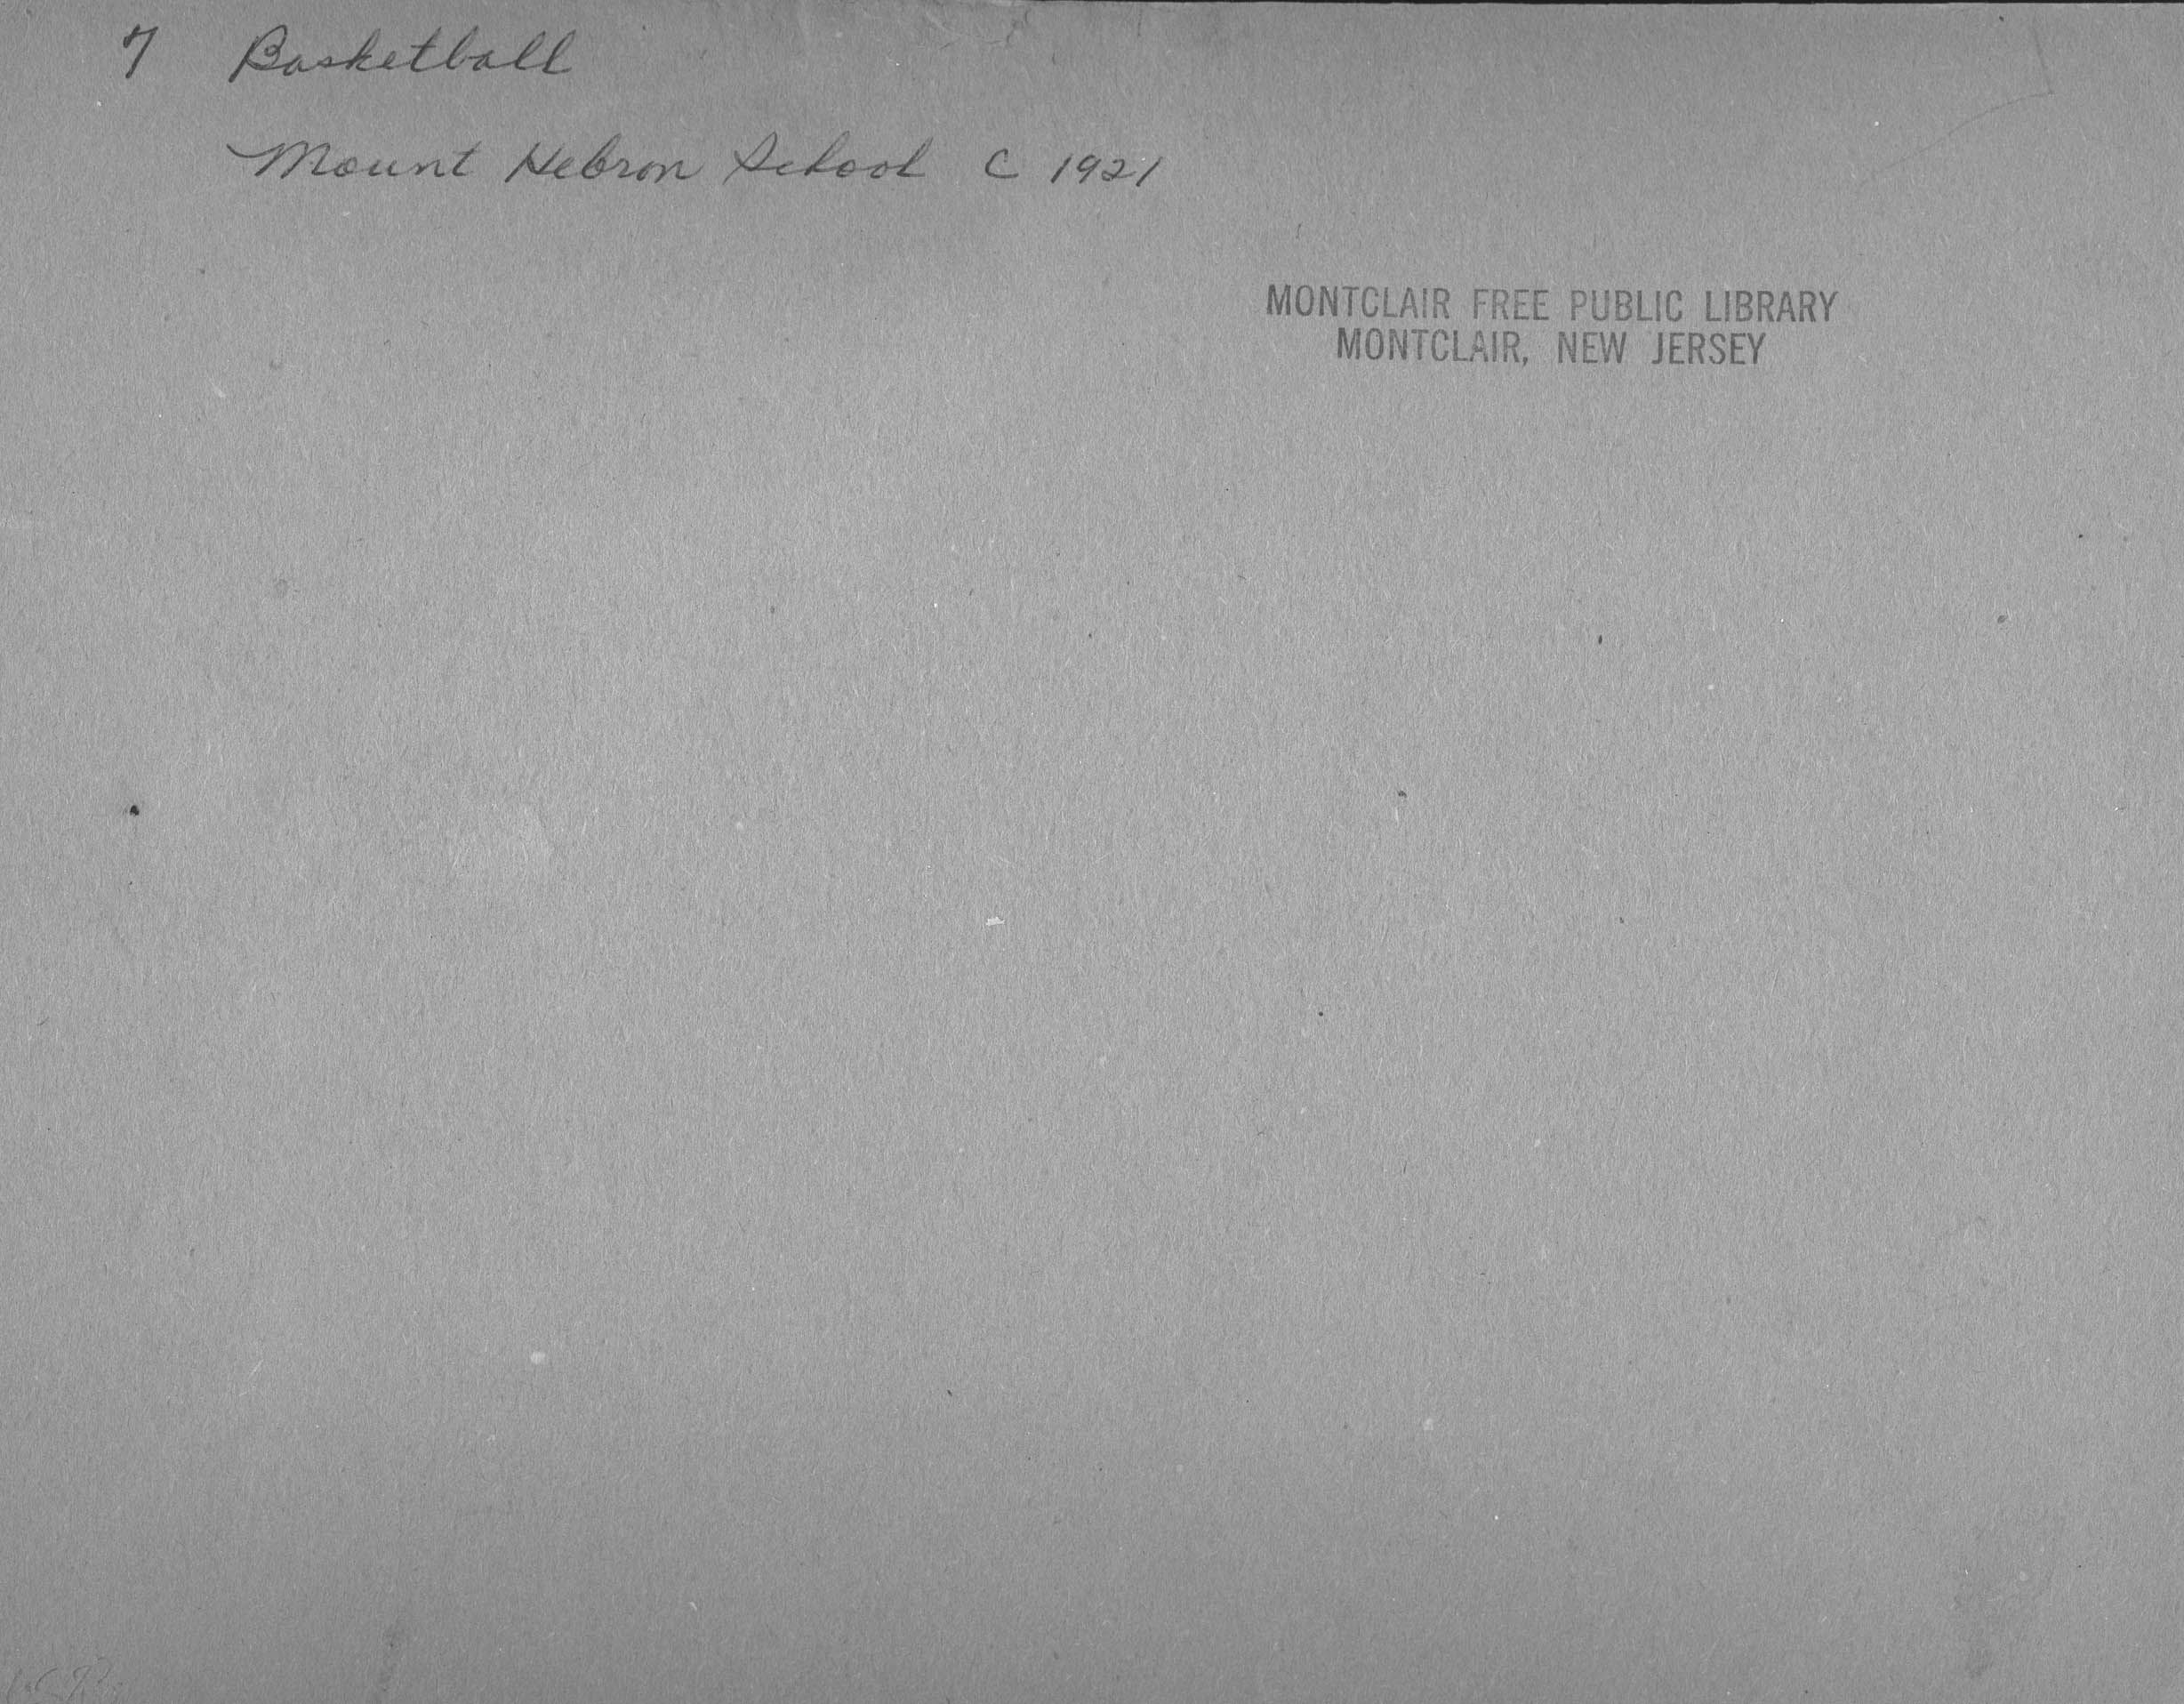 7 Basketball
Mount Hebron School C 1921
MONTCLAIR FREE PUBLIC LIBRARY
MONTCLAIR, NEW JERSEY